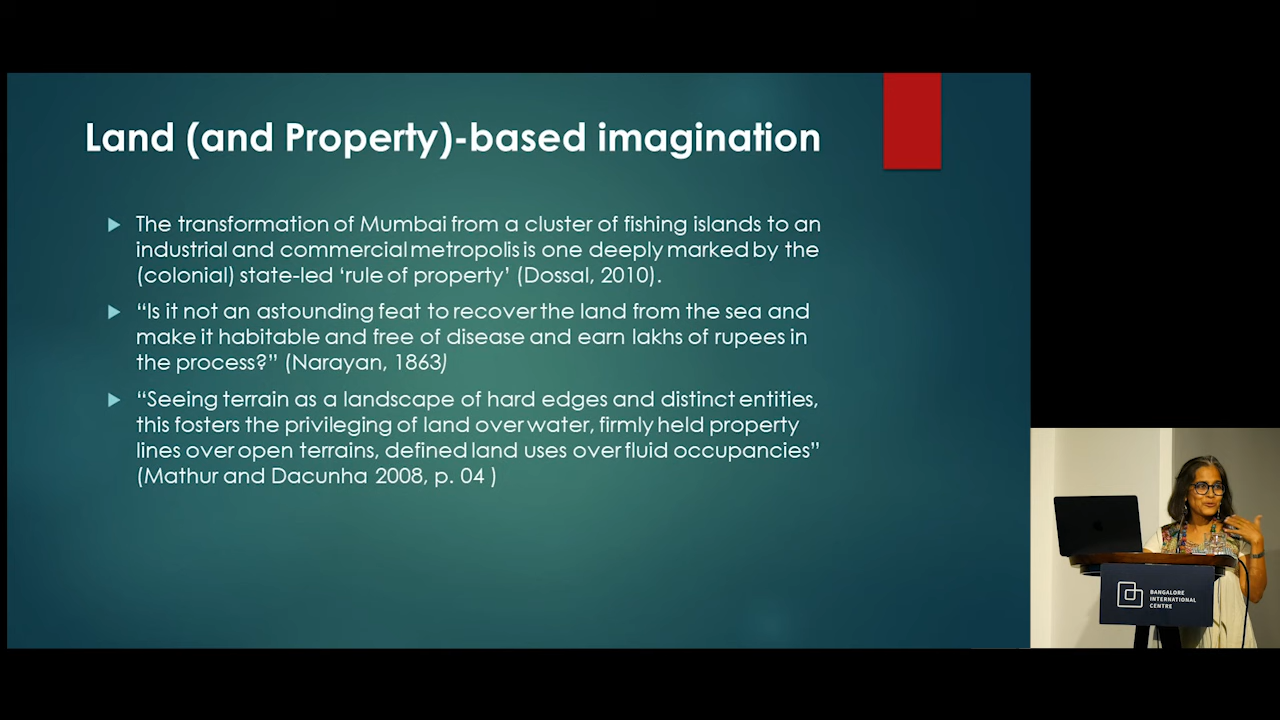 Land (and Property)-based imagination
The transformation of Mumbai from a cluster of fishing islands to an
industrial and commercial metropolis is one deeply marked by the
(colonial) state-led ‘rule of property’ (Dossal, 2010).
“Is it not an astounding feat to recover the land from the sea and
make it habitable and free of disease and earn lakhs of rupees in
the process?” (Narayan, 1863)
“Seeing terrain as a landscape of hard edges and distinct entities,
this fosters the privileging of land over water, firmly held property
lines over open terrains, defined land uses over fluid occupancies”
(Mathur and Dacunha 2008, p. 04 )
BANGALORE
INTERNATIONAL
CENTRE